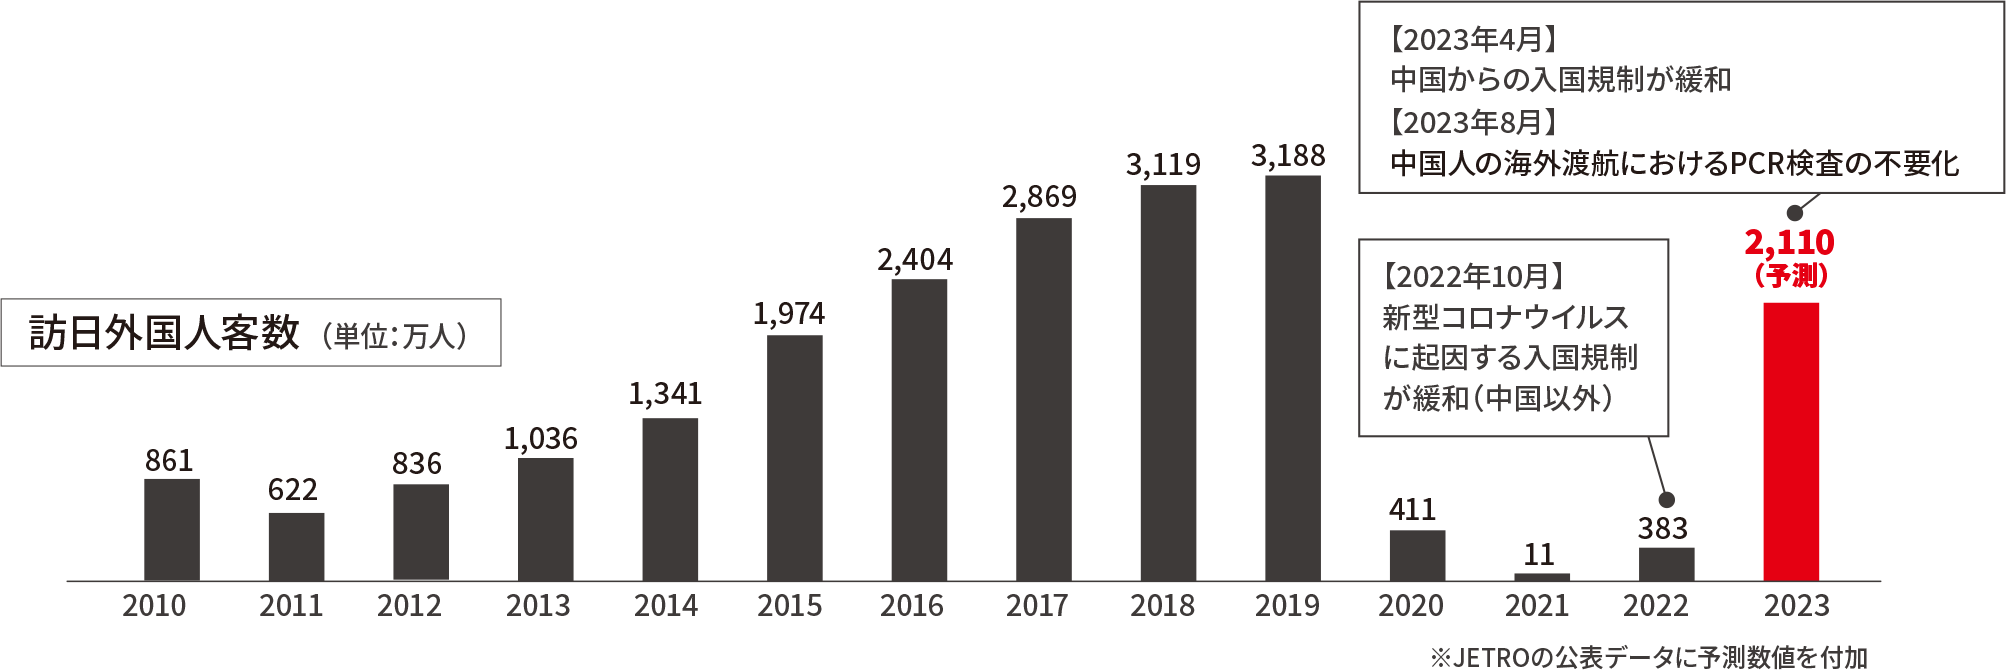 【2023年4月】
中国からの入国規制が緩和
【2023年8月】
中国人の海外渡航におけるPCR検査の不要化
【2022年10月】
新型コロナウイルス
に起因する入国規制
が緩和（中国以外）
訪日外国人客数（単位：万人）
861
622
836
1,036
1,341
1,974
2,404
2,869
3,119
3,188
411
11
383
2,110
（予測）
2010 2011 2012 2013 2014 2015 2016 2017 2018 2019 2020 2021 2022 2023
※JETROの公表データに予測数値を付加